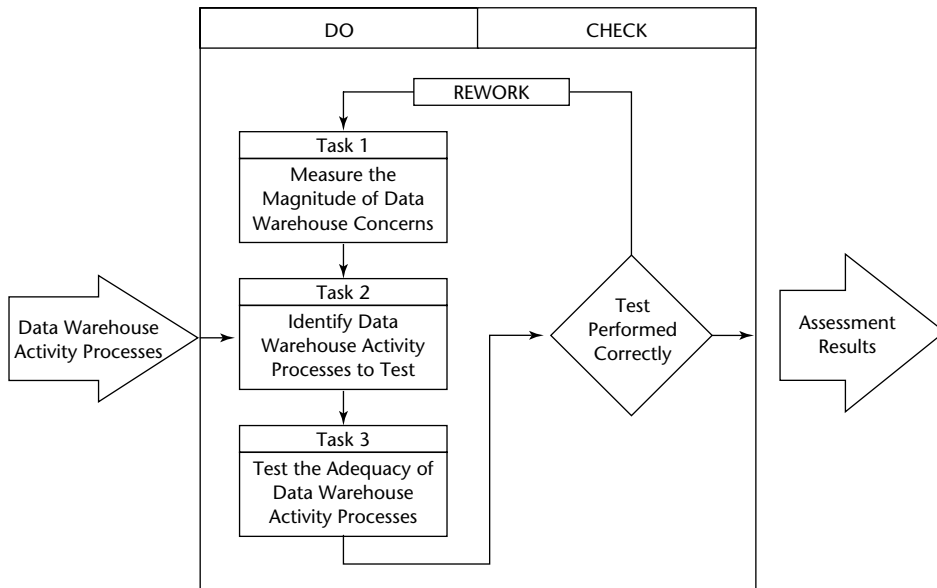 DO
CHECK
REWORK
Task 1
Measure the
Magnitude of Data
Warehouse Concerns
Task 2
Identify Data
Warehouse Activity
Processes to Test
Task 3
Test the Adequacy of
Data Warehouse
Activity Processes
Data Warehouse
Activity Processes
Test
Performed
Correctly
Assessment
Results